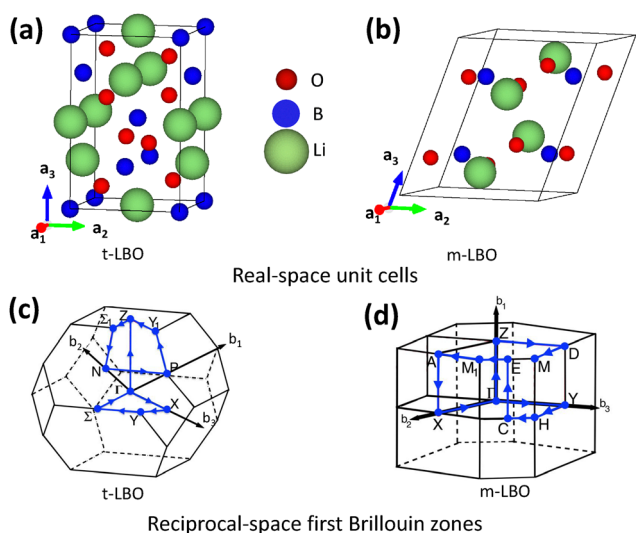 (a)
(b)
O
B
Li
a3
a1
a2
t-LBO
a3
a1
a2
m-LBO
Real-space unit cells
(c)
Σ1
Z
Y1
b2
b1
N
P
Γ
Σ
Y
X
b3
t-LBO
(d)
b1
Z
A
M1
E
M
D
Γ
Y
X
b2
C
H
b3
m-LBO
Reciprocal-space first Brillouin zones